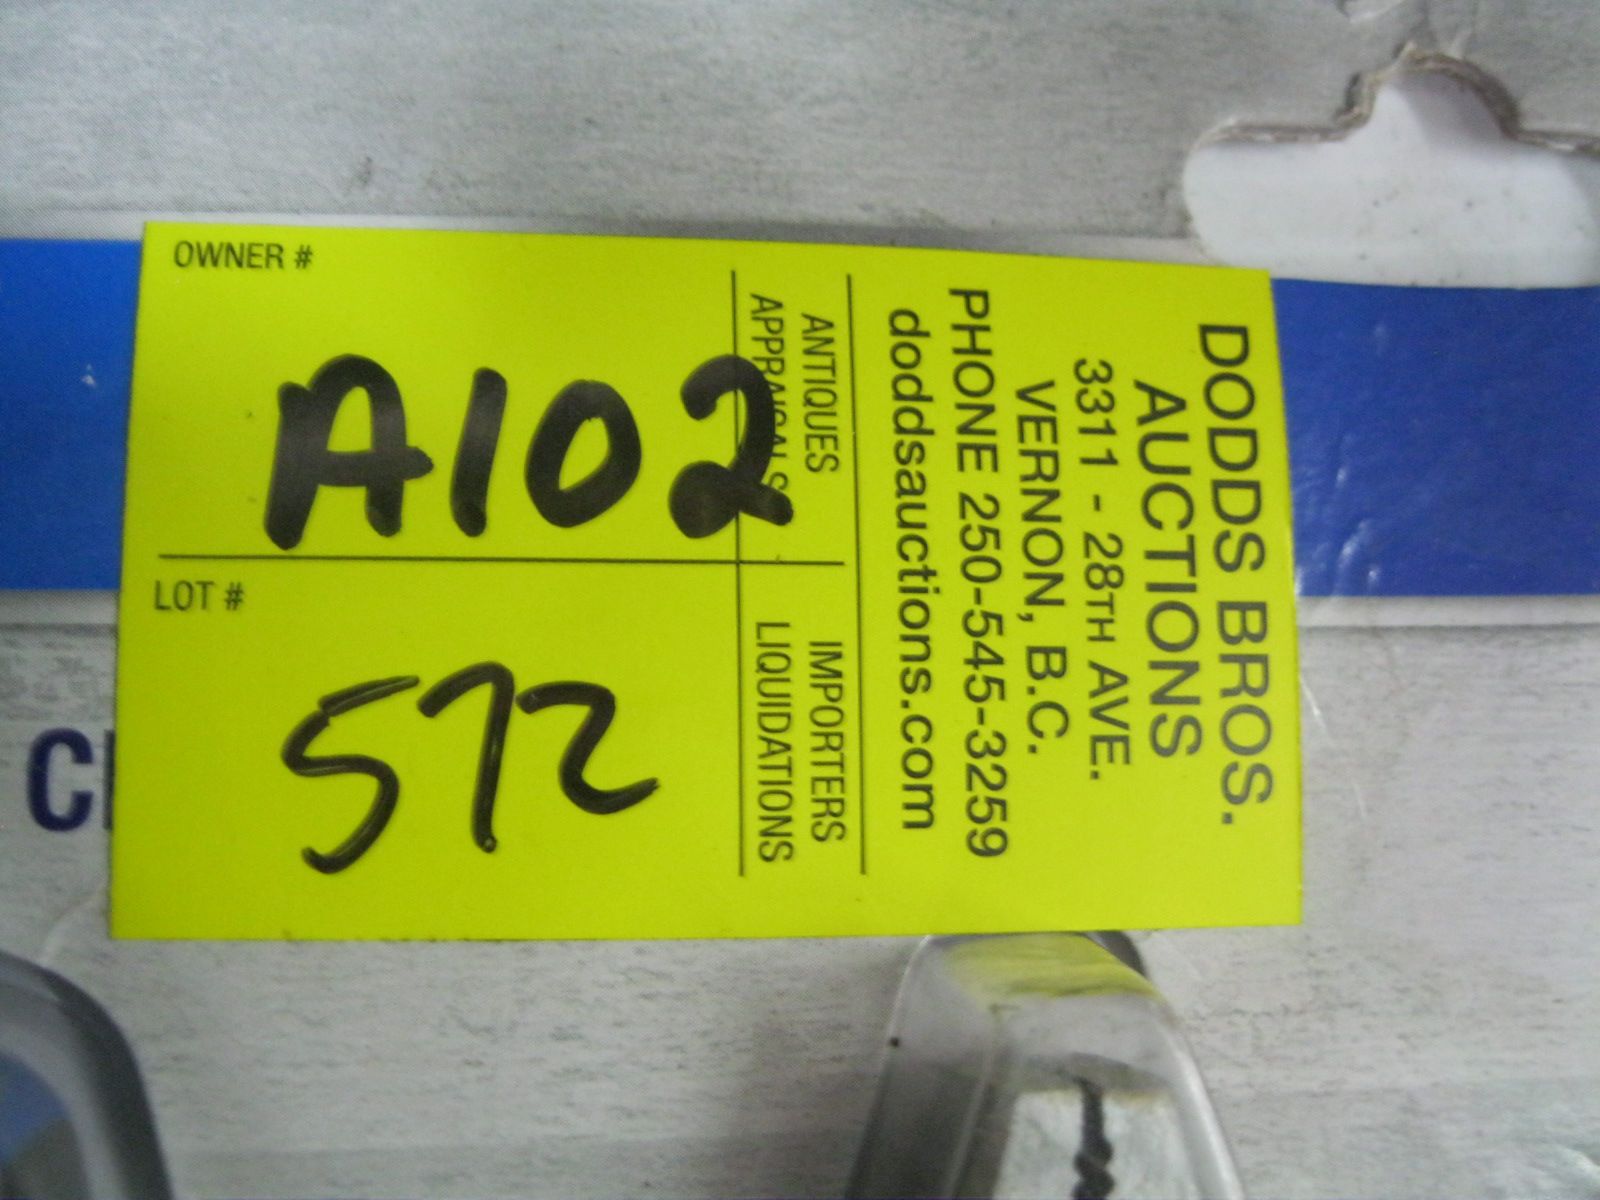 OWNER #
A102
LOT #
572
ANTIQUES
APPRAISALS
IMPORTERS
LIQUIDATIONS
DODDS BROS.
AUCTIONS
3311 - 28TH AVE.
VERNON, B.C.
PHONE 250-545-3259
doddsauctions.com